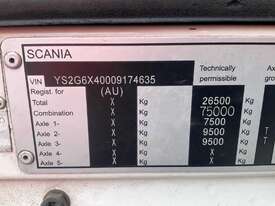 SCANIA
VIN YS2G6X40009174635
Technically
permissible
Regist. for (AU)
Total X Kg 26500 Kg
Combination X Kg 75000 Kg
Axle 1- X Kg 7500 Kg
Axle 2- X Kg 9500 Kg
Axle 3- X Kg 9500 Kg
Axle 4- X Kg X Kg
Axle 5- X Kg X Kg